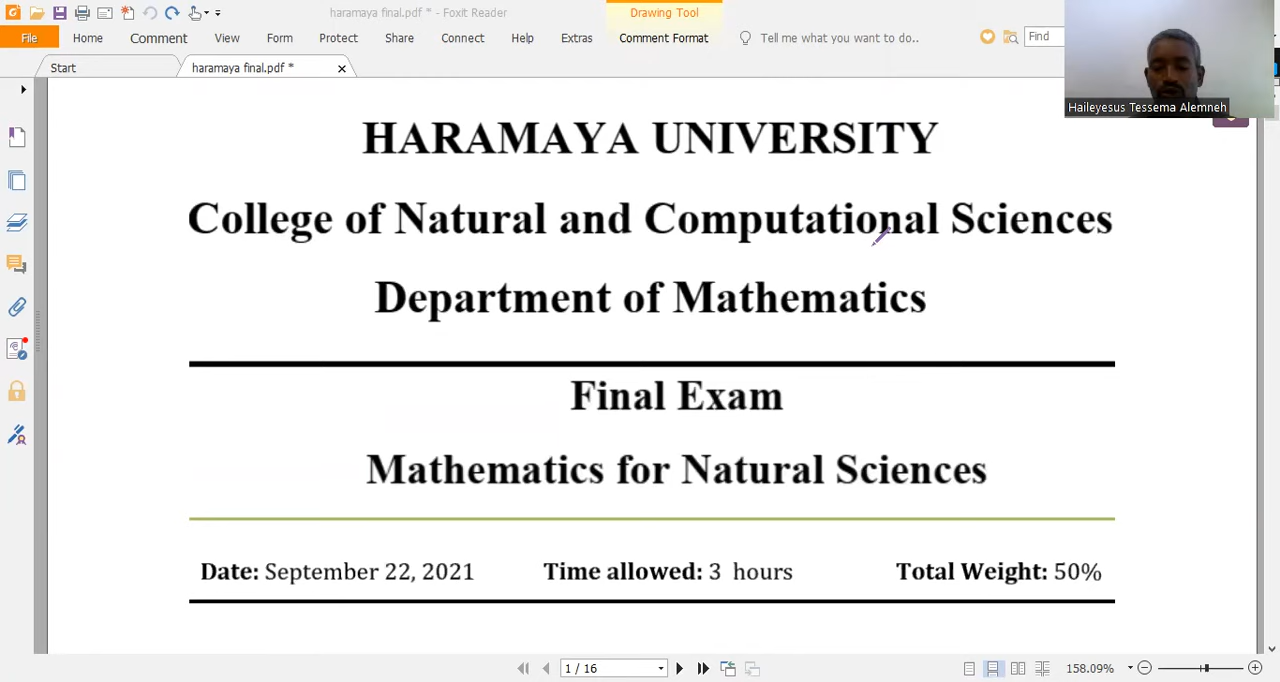 haramaya final.pdf * - Foxit Reader
Drawing Tool
File
Home
Comment
View
Form
Protect
Share
Connect
Help
Extras
Comment Format
Tell me what you want to do..
Find
Start
haramaya final.pdf *
Haileyesus Tessema Alemneh
HARAMAYA UNIVERSITY
College of Natural and Computational Sciences
Department of Mathematics
Final Exam
Mathematics for Natural Sciences
Date: September 22, 2021 Time allowed: 3 hours Total Weight: 50%
1 / 16
158.09%